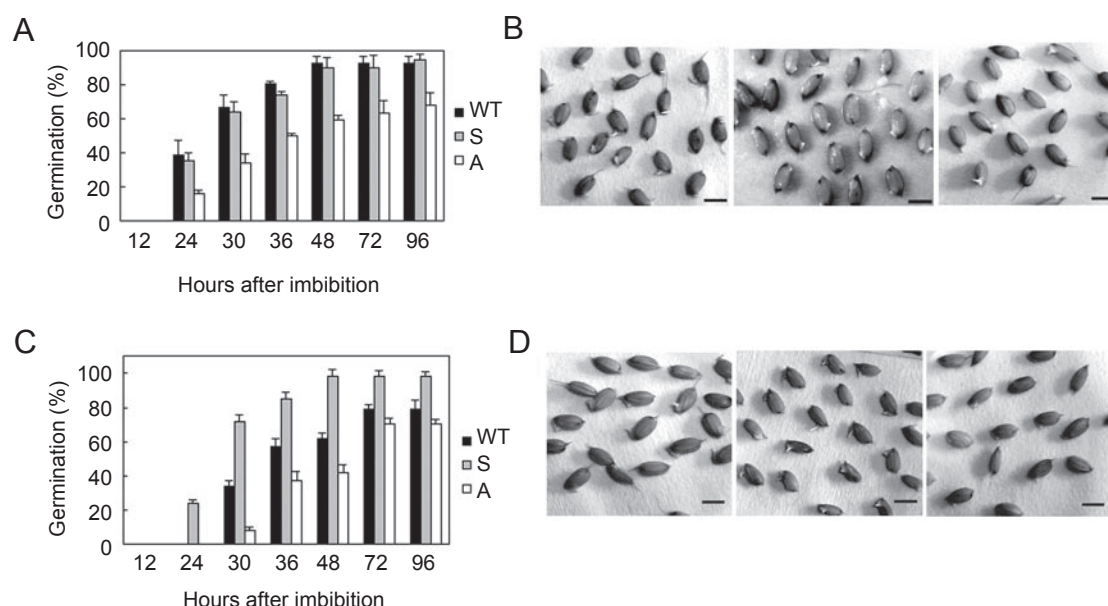 A
B
Germination (%)
100
80
60
40
20
0
WT
S
A
12 24 30 36 48 72 96
Hours after imbibition
C
D
Germination (%)
100
80
60
40
20
0
WT
S
A
12 24 30 36 48 72 96
Hours after imbibition